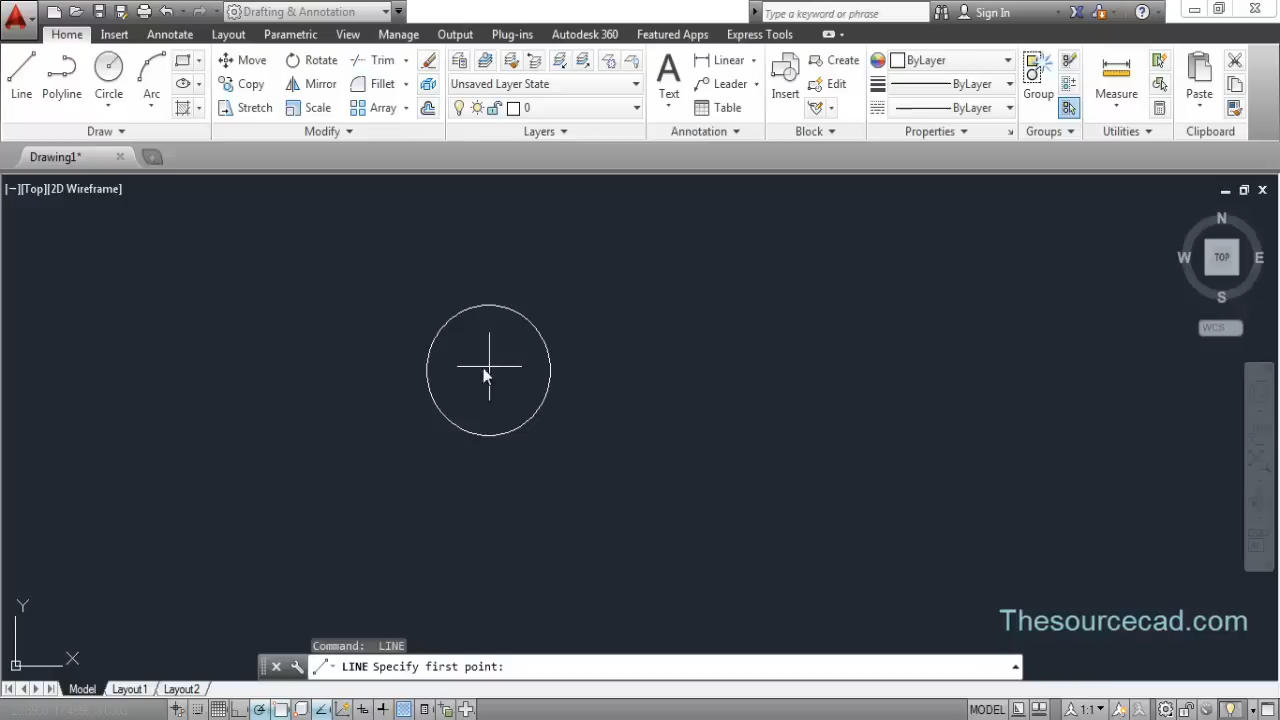 Drafting & Annotation
Type a keyword or phrase
Sign In
Home Insert Annotate Layout Parametric View Manage Output Plug-ins Autodesk 360 Featured Apps Express Tools
Line Polyline Circle Arc
Move Rotate Trim
Copy Mirror Fillet
Stretch Scale Array
Unsaved Layer State
0
Text
Linear
Leader
Table
Insert
Create
Edit
ByLayer
ByLayer
ByLayer
Group
Measure
Paste
Draw Modify Layers Annotation Block Properties Groups Utilities Clipboard
Drawing1*
[−][Top][2D Wireframe]
N
W TOP E
S
WCS
Y
X
Thesourcecad.com
Command: LINE
LINE Specify first point:
Model Layout1 Layout2
MODEL 1:1